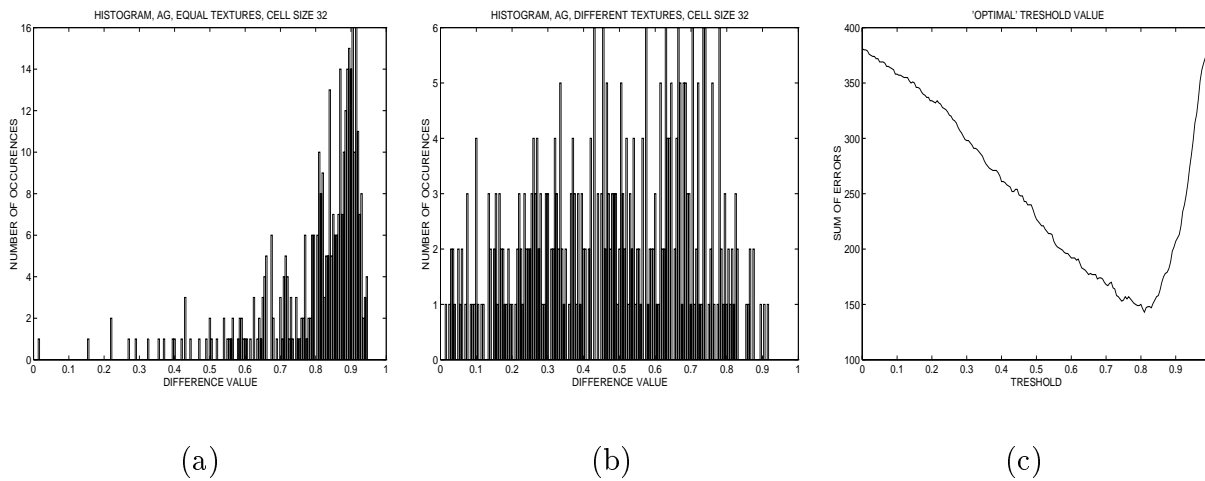 HISTOGRAM, AG, EQUAL TEXTURES, CELL SIZE 32
16
14
12
10
8
6
4
2
0
NUMBER OF OCCURENCES
0 0.1 0.2 0.3 0.4 0.5 0.6 0.7 0.8 0.9 1
DIFFERENCE VALUE
(a)
HISTOGRAM, AG, DIFFERENT TEXTURES, CELL SIZE 32
6
5
4
3
2
1
0
NUMBER OF OCCURENCES
0 0.1 0.2 0.3 0.4 0.5 0.6 0.7 0.8 0.9 1
DIFFERENCE VALUE
(b)
'OPTIMAL' TRESHOLD VALUE
400
350
300
250
200
150
100
SUM OF ERRORS
0 0.1 0.2 0.3 0.4 0.5 0.6 0.7 0.8 0.9
TRESHOLD
(c)